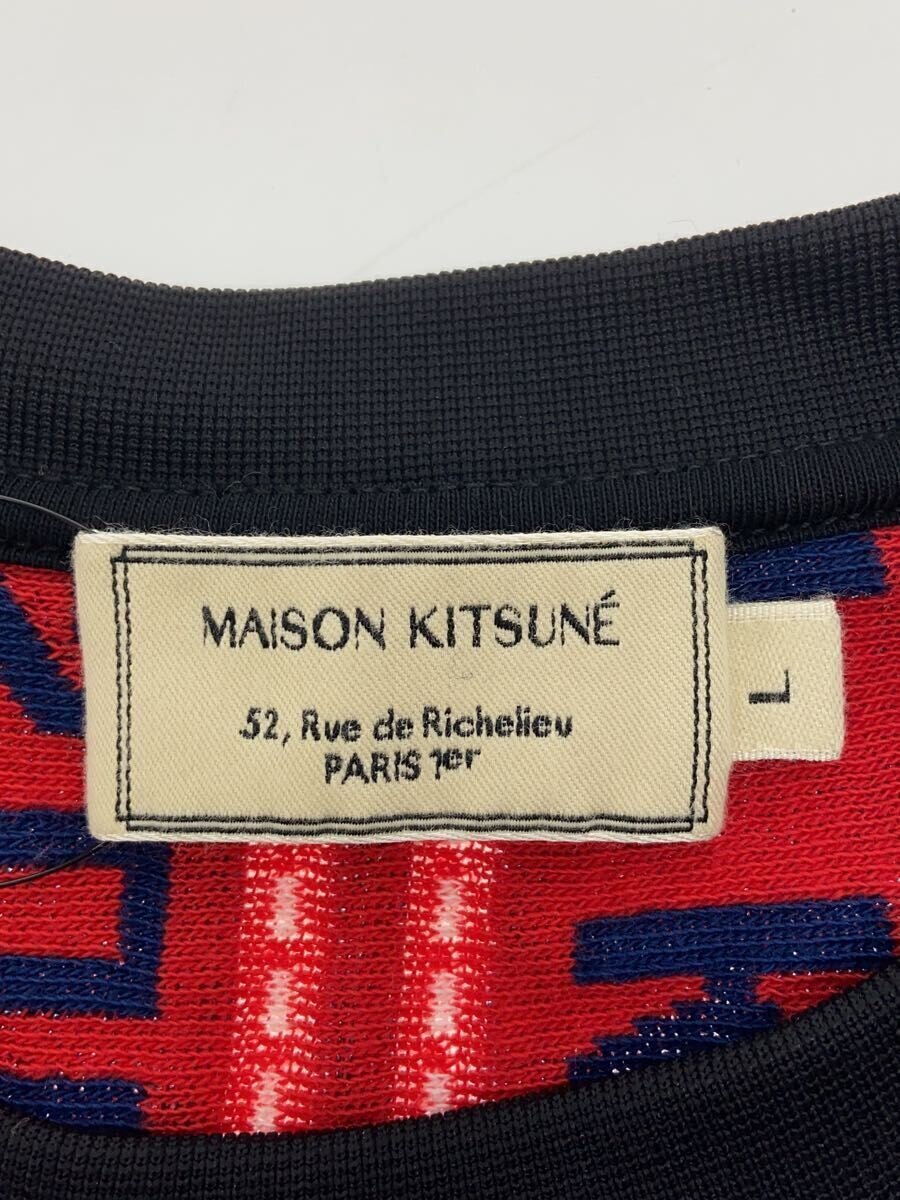 MAISON KITSUNÉ
52, Rue de Richelieu
PARIS 1er
L